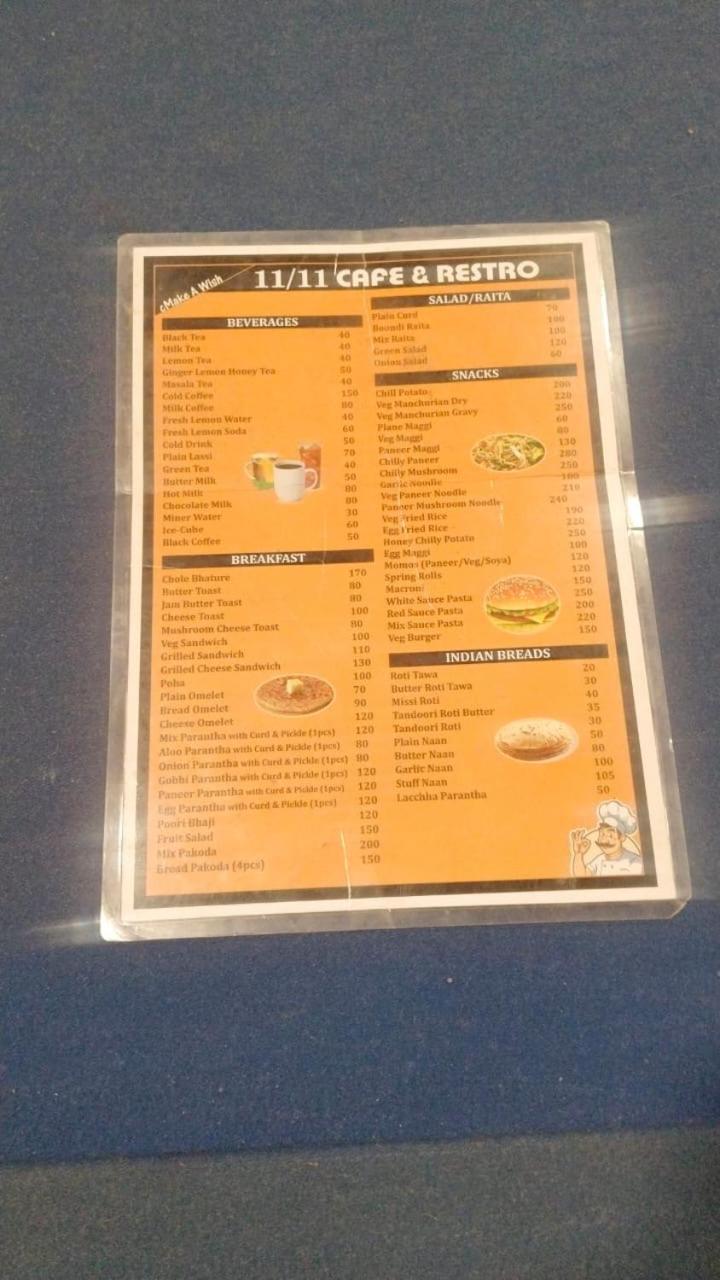 Make A Wish
11/11 CAFE & RESTRO
BEVERAGES
Black Tea 40
Milk Tea 40
Lemon Tea 40
Ginger Lemon Honey Tea 50
Masala Tea 40
Cold Coffee 150
Milk Coffee 80
Fresh Lemon Water 40
Fresh Lemon Soda 60
Cold Drink 50
Plain Lassi 70
Green Tea 40
Butter Milk 50
Hot Milk 80
Chocolate Milk 80
Miner Water 30
Ice-Cube 60
Black Coffee 50
BREAKFAST
Chole Bhature 170
Butter Toast 80
Jam Butter Toast 80
Cheese Toast 100
Mushroom Cheese Toast 80
Veg Sandwich 100
Grilled Sandwich 110
Grilled Cheese Sandwich 130
Poha 100
Plain Omelet 70
Bread Omelet 90
Cheese Omelet 120
Mix Parantha with Curd & Pickle (1pcs) 120
Aloo Parantha with Curd & Pickle (1pcs) 80
Onion Parantha with Curd & Pickle (1pcs) 80
Gobhi Parantha with Curd & Pickle (1pcs) 120
Paneer Parantha with Curd & Pickle (1pcs) 120
Egg Parantha with Curd & Pickle (1pcs) 120
Poori Bhaji 120
Fruit Salad 150
Mix Pakoda 200
Bread Pakoda (4pcs) 150
SALAD/RAITA
Plain Curd 70
Boondi Raita 100
Mix Raita 100
Green Salad 120
Onion Salad 60
SNACKS
Chill Potato 200
Veg Manchurian Dry 220
Veg Manchurian Gravy 250
Plane Maggi 60
Veg Maggi 80
Paneer Maggi 130
Chilly Paneer 280
Chilly Mushroom 250
Garlic Noodle 180
Veg Paneer Noodle 210
Paneer Mushroom Noodle 240
Veg Fried Rice 190
Egg Fried Rice 220
Honey Chilly Potato 250
Egg Maggi 100
Momos (Paneer/Veg/Soya) 120
Spring Rolls 120
Macroni 150
White Sauce Pasta 250
Red Sauce Pasta 200
Mix Sauce Pasta 220
Veg Burger 150
INDIAN BREADS
Roti Tawa 20
Butter Roti Tawa 30
Missi Roti 40
Tandoori Roti Butter 35
Tandoori Roti 30
Plain Naan 50
Butter Naan 80
Garlic Naan 100
Stuff Naan 105
Lacchha Parantha 50